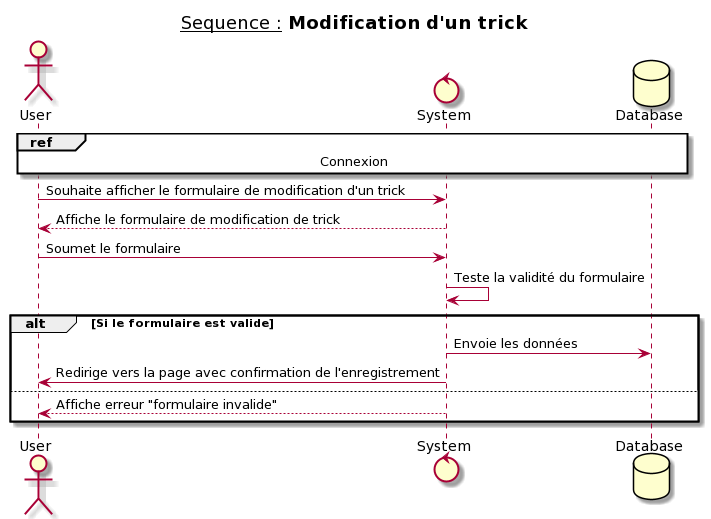 Sequence : Modification d'un trick
User
System
Database
ref
Connexion
Souhaite afficher le formulaire de modification d'un trick
Affiche le formulaire de modification de trick
Soumet le formulaire
Teste la validité du formulaire
alt [Si le formulaire est valide]
Envoie les données
Redirige vers la page avec confirmation de l'enregistrement
Affiche erreur "formulaire invalide"
User
System
Database